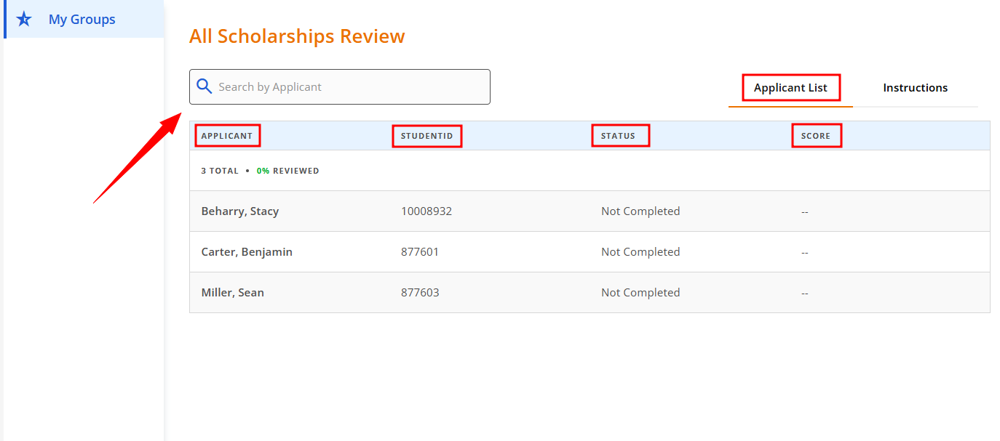 My Groups
All Scholarships Review
Search by Applicant
Applicant List Instructions
APPLICANT STUDENTID STATUS SCORE
3 TOTAL • 0% REVIEWED
Beharry, Stacy 10008932 Not Completed --
Carter, Benjamin 877601 Not Completed --
Miller, Sean 877603 Not Completed --